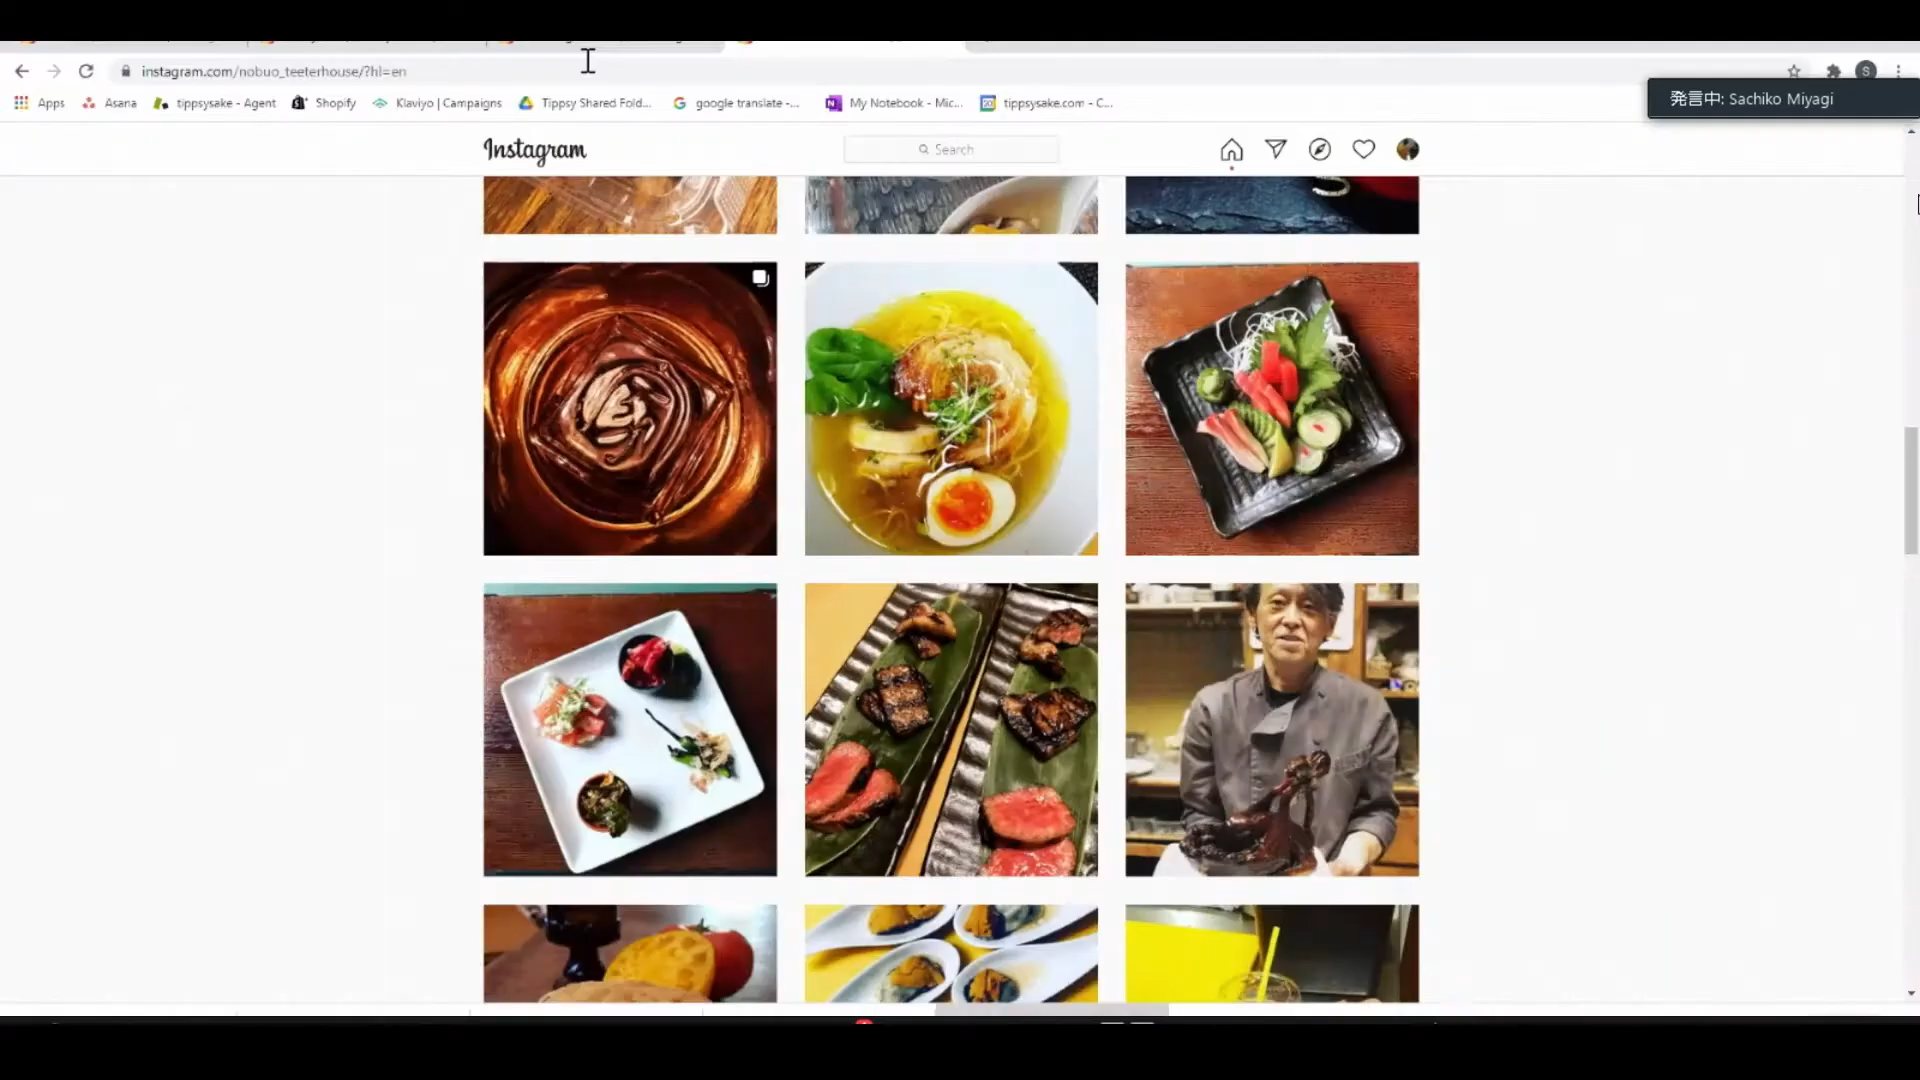 instagram.com/nobuo_teeterhouse/?hl=en
S
Apps
Asana
tippsysake - Agent
Shopify
Klaviyo | Campaigns
Tippsy Shared Fold...
google translate -...
My Notebook - Mic...
tippsysake.com - C...
発言中: Sachiko Miyagi
Instagram
Search